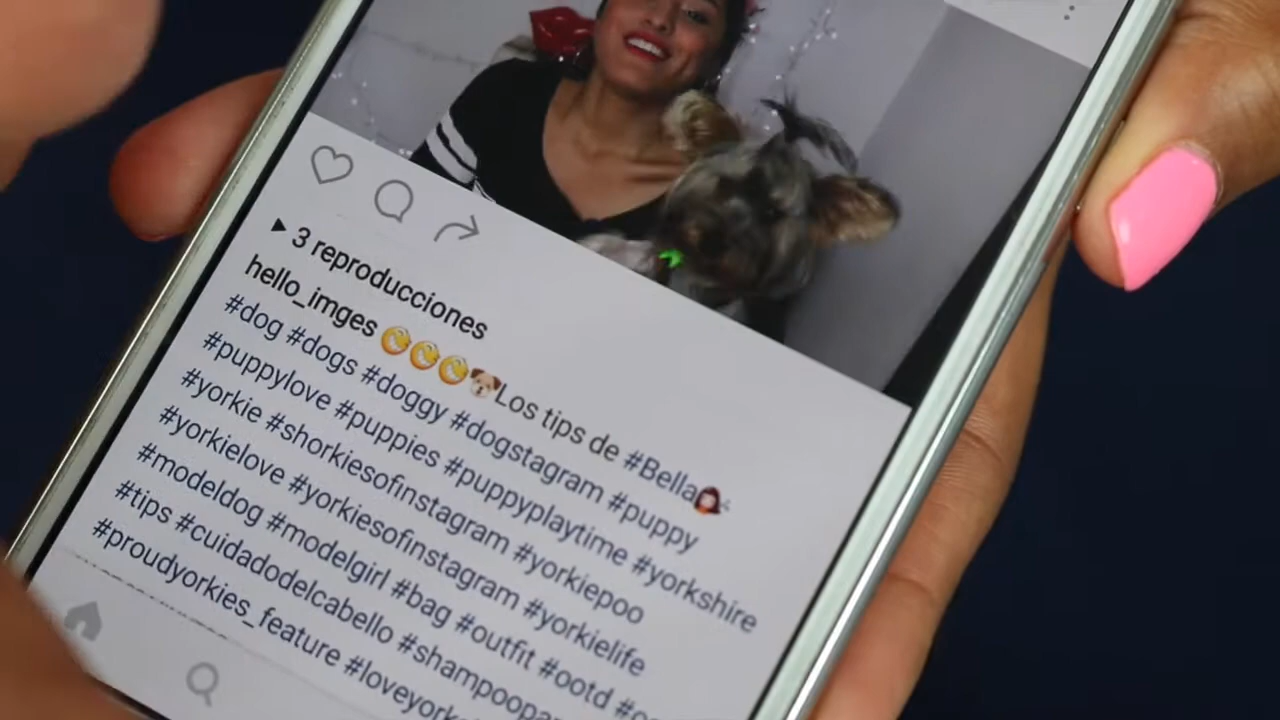 3 reproducciones
hello_imges Los tips de #Bella
#dog #dogs #doggy #dogstagram #puppy
#puppylove #puppies #puppyplaytime #yorkshire
#yorkie #shorkiesofinstagram #yorkiepoo
#yorkielove #yorkiesofinstagram #yorkielife
#modeldog #modelgirl #bag #outfit #ootd
#tips #cuidadodelcabello
#proudyorkies_feature